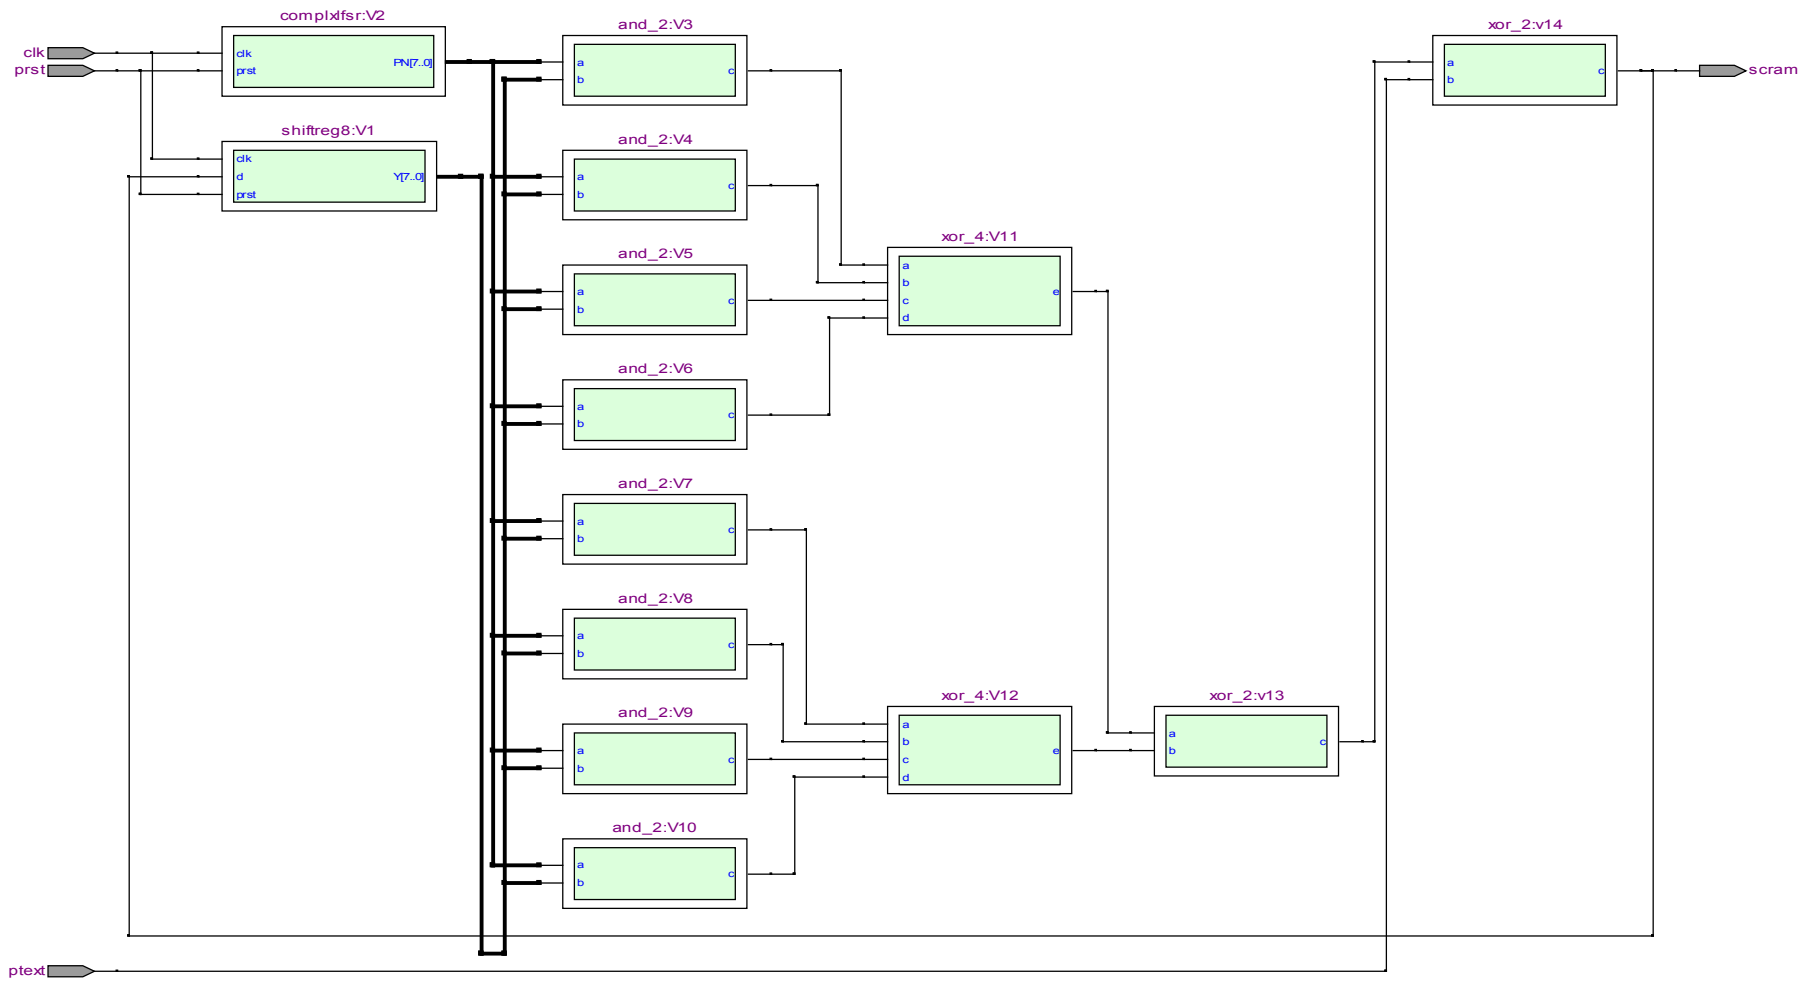 clk
prst
complxlfsr:V2
clk
prst
PN[7..0]
shiftreg8:V1
clk
d
prst
Y[7..0]
and_2:V3
a
b
c
and_2:V4
a
b
c
and_2:V5
a
b
c
and_2:V6
a
b
c
and_2:V7
a
b
c
and_2:V8
a
b
c
and_2:V9
a
b
c
and_2:V10
a
b
c
xor_4:V11
a
b
c
d
e
xor_4:V12
a
b
c
d
e
xor_2:v13
a
b
c
xor_2:v14
a
b
c
scram
ptext